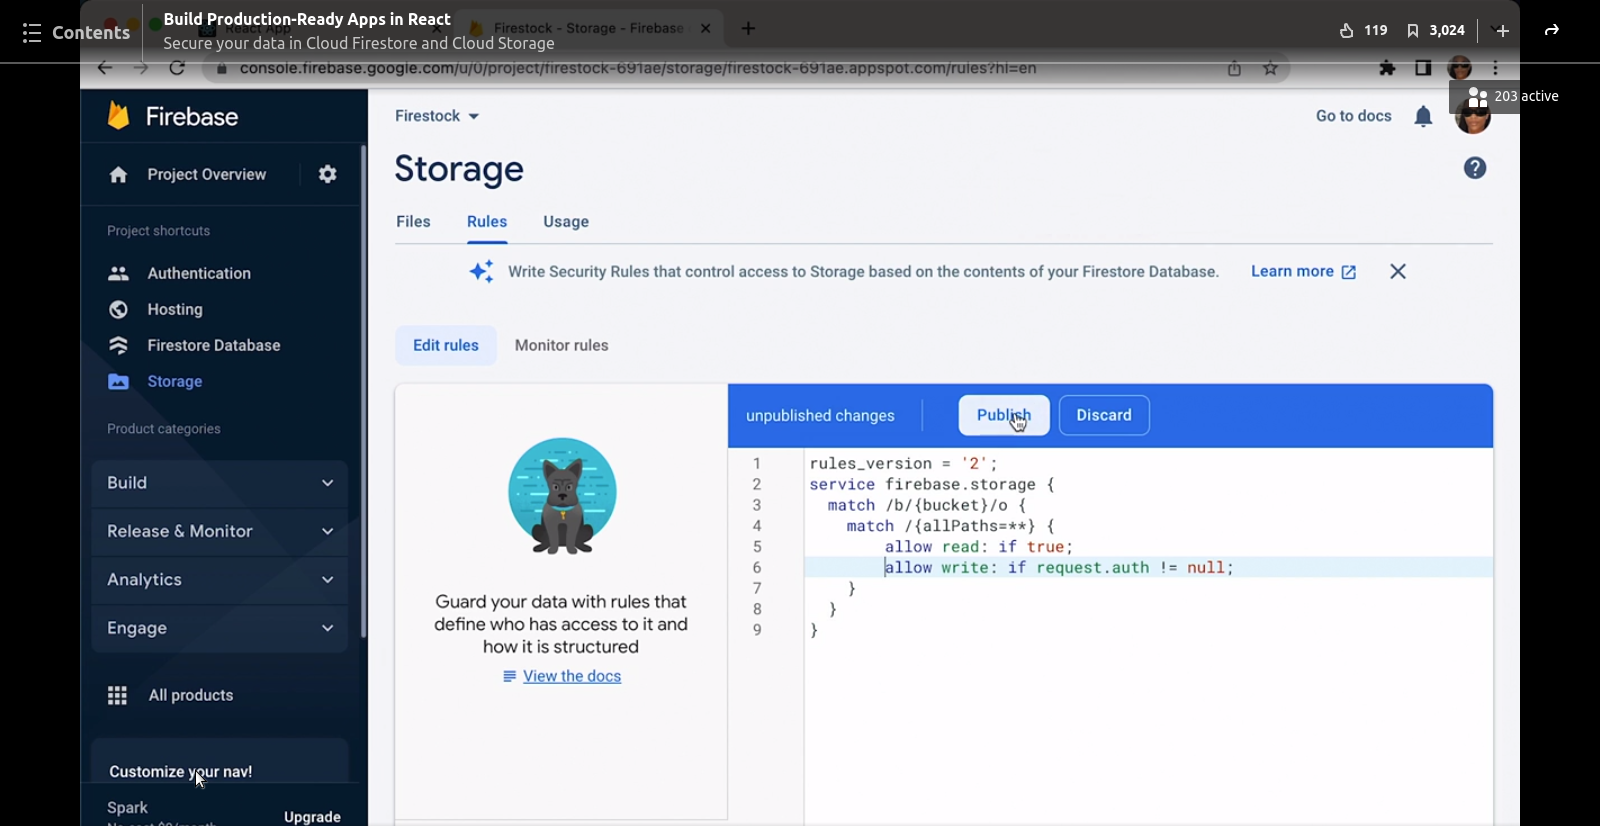 Contents
Build Production-Ready Apps in React
Secure your data in Cloud Firestore and Cloud Storage
119
3,024
React App
Firestock - Storage - Firebase
console.firebase.google.com/u/0/project/firestock-691ae/storage/firestock-691ae.appspot.com/rules?hl=en
203 active
Firebase
Firestock
Go to docs
Project Overview
Storage
Project shortcuts
Files
Rules
Usage
Authentication
Write Security Rules that control access to Storage based on the contents of your Firestore Database.
Learn more
Hosting
Firestore Database
Edit rules
Monitor rules
Storage
Product categories
unpublished changes
Publish
Discard
Build
Release & Monitor
Analytics
Engage
All products
Customize your nav!
Spark
Upgrade
Guard your data with rules that
define who has access to it and
how it is structured
View the docs
1 rules_version = '2';
2 service firebase.storage {
3 match /b/{bucket}/o {
4 match /{allPaths=**} {
5 allow read: if true;
6 allow write: if request.auth != null;
7 }
8 }
9 }